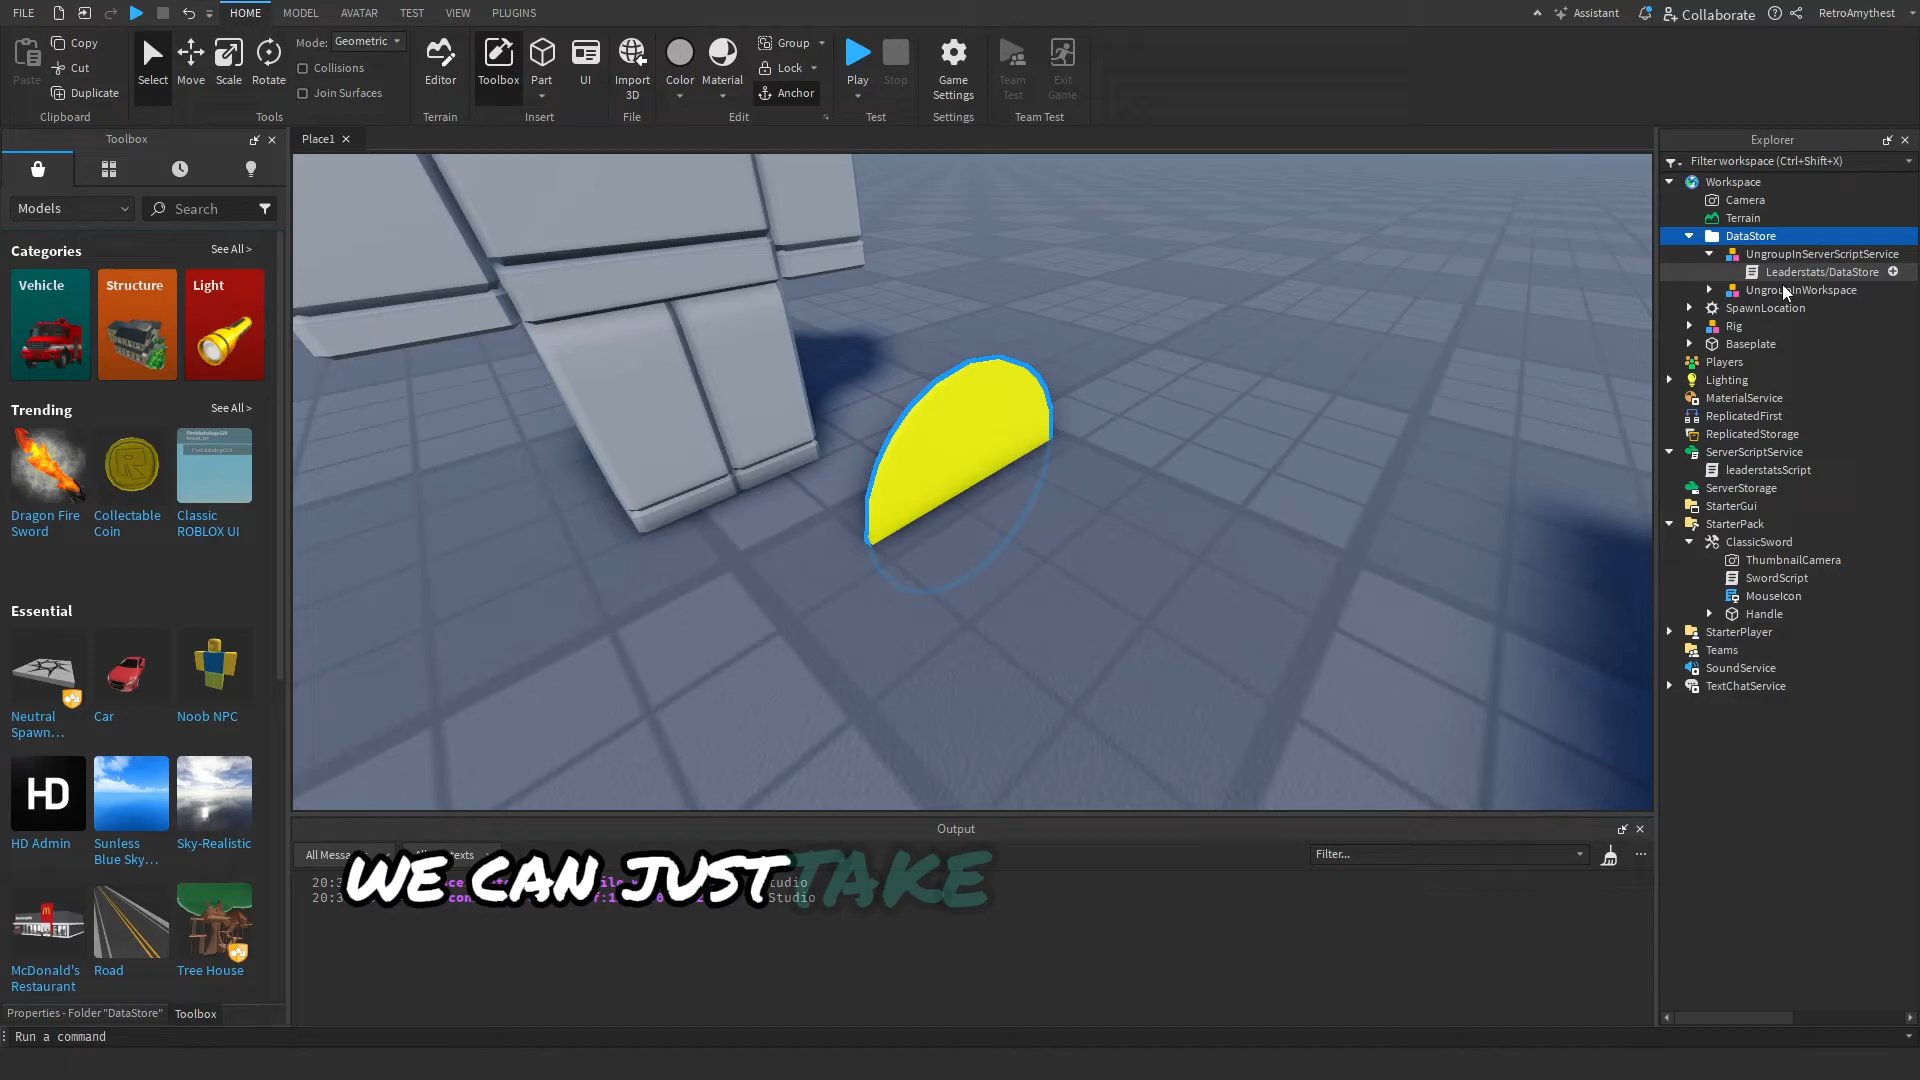 FILE
HOME
MODEL
AVATAR
TEST
VIEW
PLUGINS
Assistant
Collaborate
RetroAmythest
Paste
Copy
Cut
Duplicate
Clipboard
Select
Move
Scale
Rotate
Mode:
Geometric
Collisions
Join Surfaces
Tools
Editor
Terrain
Toolbox
Part
UI
Insert
Import
3D
File
Color
Material
Group
Lock
Anchor
Edit
Play
Stop
Test
Game
Settings
Settings
Team
Test
Exit
Game
Team Test
Toolbox
Models
Search
Categories
See All >
Vehicle
Structure
Light
Trending
See All >
Dragon Fire
Sword
Collectable
Coin
Classic
ROBLOX UI
Essential
Neutral
Spawn...
Car
Noob NPC
HD
HD Admin
Sunless
Blue Sky...
Sky-Realistic
McDonald's
Restaurant
Road
Tree House
Properties - Folder "DataStore"
Toolbox
Run a command
Place1
Output
All Messa
texts
Filter...
20:3
Studio
20:3
Studio
WE CAN JUST TAKE
Explorer
Filter workspace (Ctrl+Shift+X)
Workspace
Camera
Terrain
DataStore
UngroupInServerScriptService
Leaderstats/DataStore
UngroupInWorkspace
SpawnLocation
Rig
Baseplate
Players
Lighting
MaterialService
ReplicatedFirst
ReplicatedStorage
ServerScriptService
leaderstatsScript
ServerStorage
StarterGui
StarterPack
ClassicSword
ThumbnailCamera
SwordScript
MouseIcon
Handle
StarterPlayer
Teams
SoundService
TextChatService